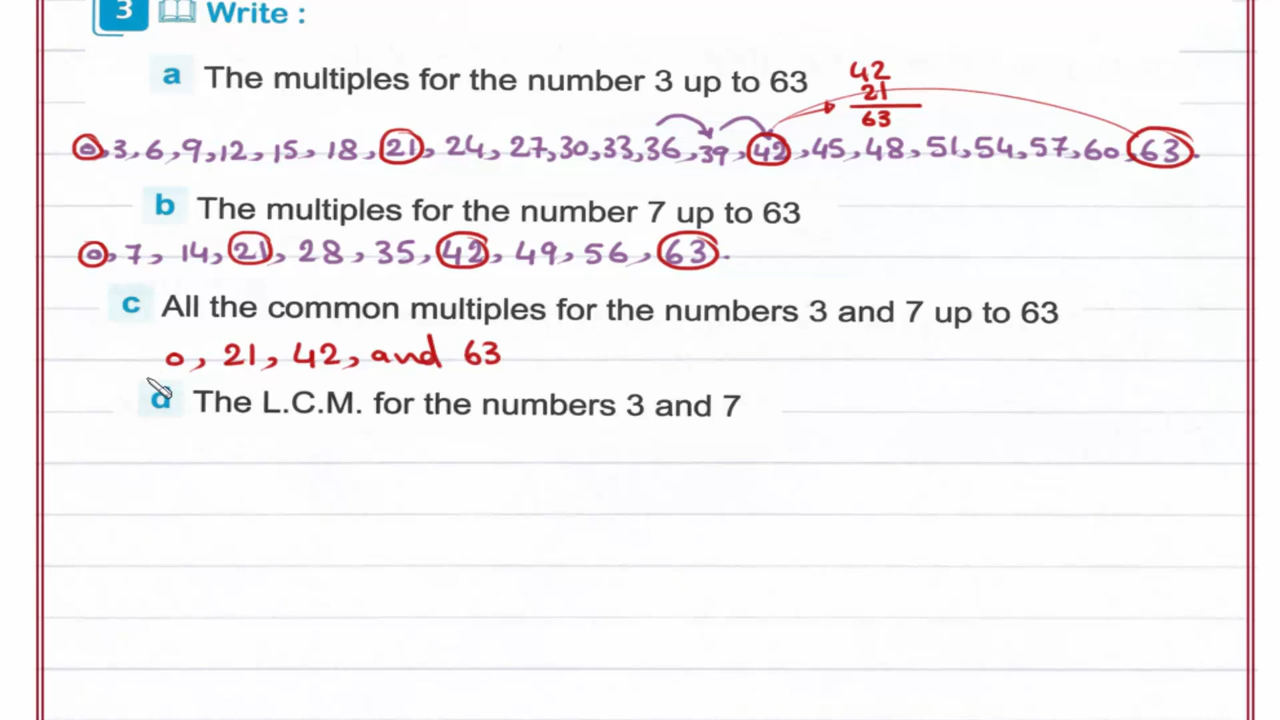 3 Write :
a The multiples for the number 3 up to 63
42
21
63
0, 3, 6, 9, 12, 15, 18, 21, 24, 27, 30, 33, 36, 39, 42, 45, 48, 51, 54, 57, 60, 63.
b The multiples for the number 7 up to 63
0, 7, 14, 21, 28, 35, 42, 49, 56, 63.
c All the common multiples for the numbers 3 and 7 up to 63
0, 21, 42, and 63
d The L.C.M. for the numbers 3 and 7